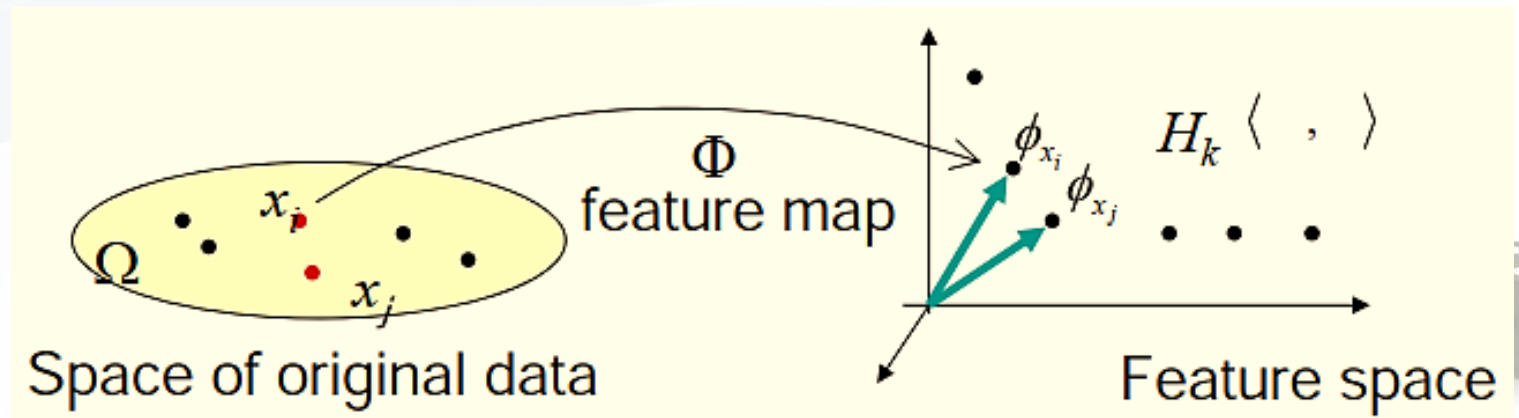 Φ
feature map
x_i
x_j
Ω
Space of original data
ϕ_{x_i}
ϕ_{x_j}
H_k ⟨ , ⟩
Feature space